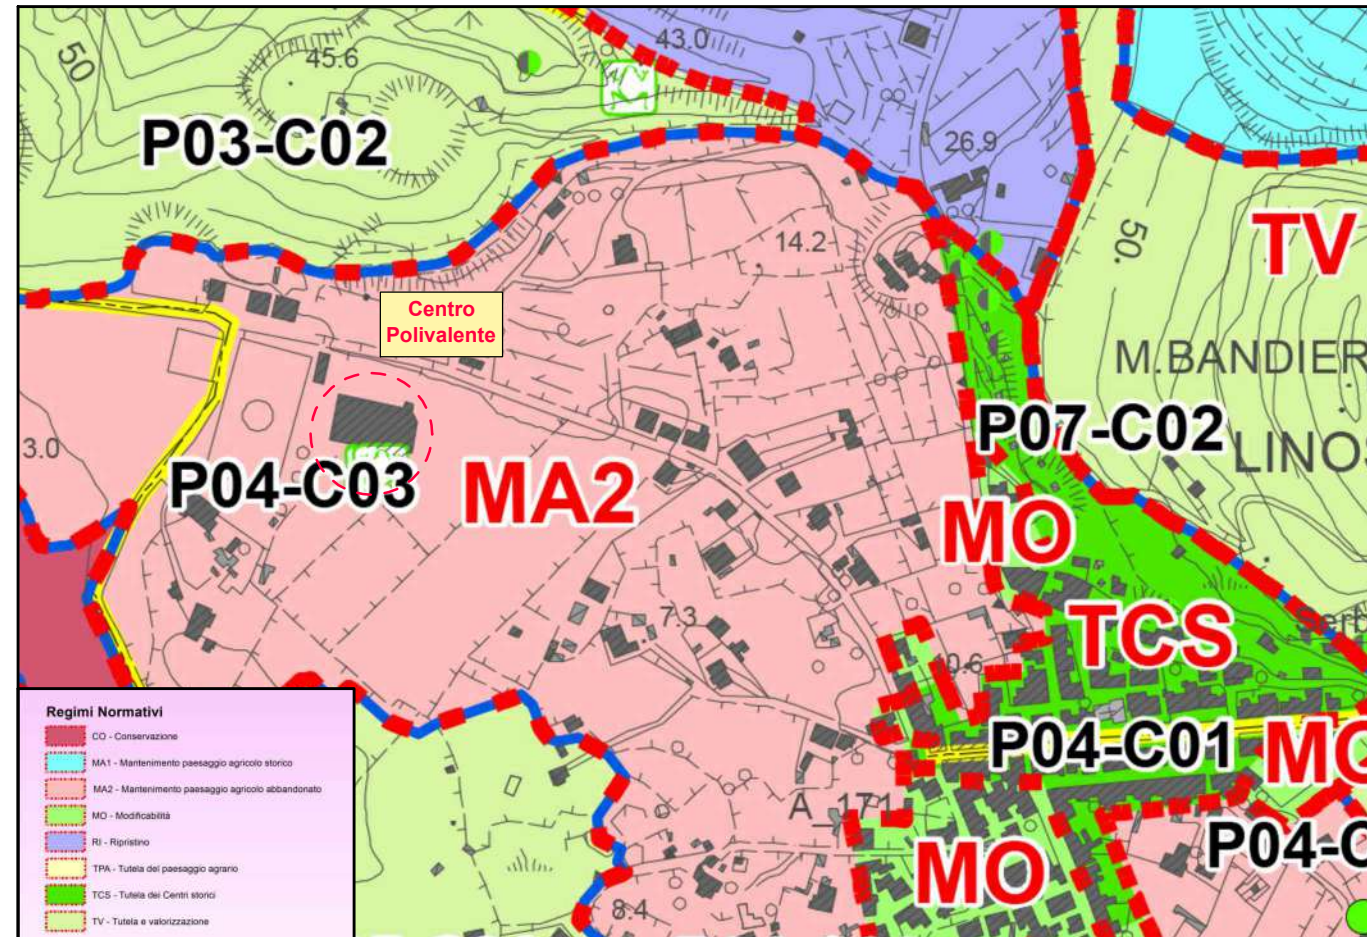 50
45.6
43.0
P03-C02
26.9
50.
TV
14.2
Centro
Polivalente
M.BANDIER
P07-C02
LINOS
3.0
P04-C03
MA2
MO
7.3
TCS
Serb
10.6
P04-C01
MO
A_171
P04-C
MO
8.4
Regimi Normativi
CO - Conservazione
MA1 - Mantenimento paesaggio agricolo storico
MA2 - Mantenimento paesaggio agricolo abbandonato
MO - Modificabilità
RI - Ripristino
TPA - Tutela del paesaggio agrario
TCS - Tutela dei Centri storici
TV - Tutela e valorizzazione